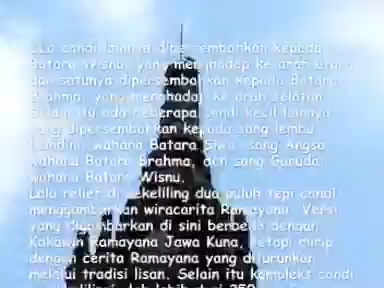 candi lainnya dipersembahkan kepada
Batara Wisnu, yang menghadap ke arah utara
dan satunya dipersembahkan kepada Batara
Brahma, yang menghadap ke arah selatan.
Selain itu ada beberapa candi kecil lainnya
yang dipersembahkan kepada sang lembu
Nandini, wahana Batara Siwa, sang Angsa,
wahana Batara Brahma, dan sang Garuda,
wahana Batara Wisnu.
Lalu relief di sekeliling dua puluh tepi candi
menggambarkan wiracarita Ramayana. Versi
yang digambarkan di sini berbeda dengan
Kakawin Ramayana Jawa Kuna, tetapi mirip
dengan cerita Ramayana yang diturunkan
melalui tradisi lisan. Selain itu kompleks candi
lebih 250